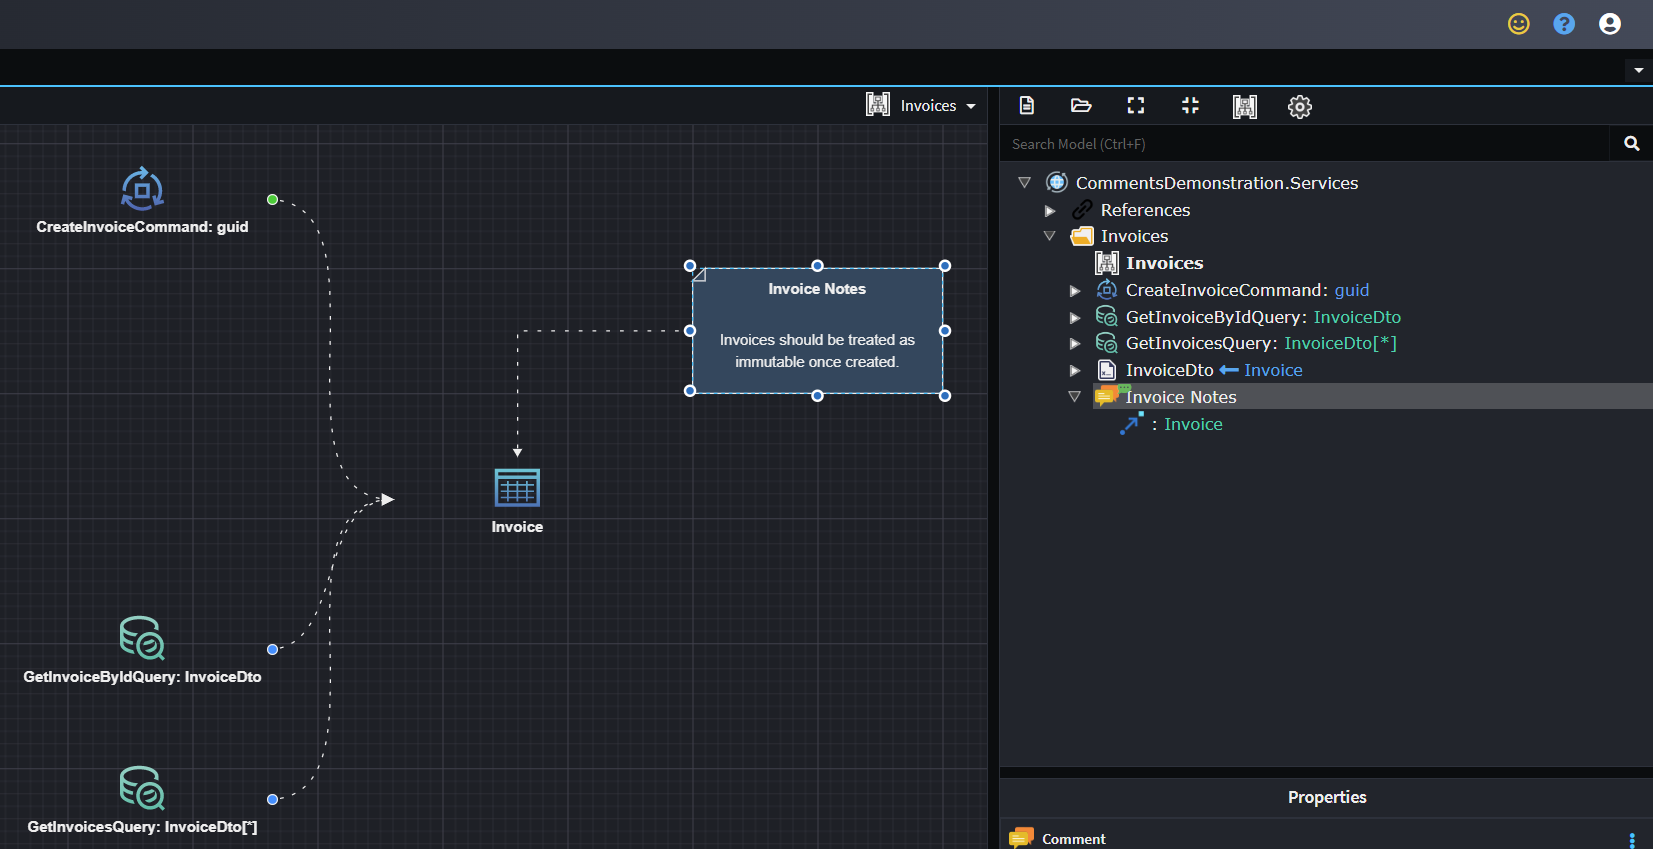 Invoices
Search Model (Ctrl+F)
CreateInvoiceCommand: guid
Invoice Notes
Invoices should be treated as
immutable once created.
Invoice
GetInvoiceByIdQuery: InvoiceDto
GetInvoicesQuery: InvoiceDto[*]
CommentsDemonstration.Services
References
Invoices
Invoices
CreateInvoiceCommand: guid
GetInvoiceByIdQuery: InvoiceDto
GetInvoicesQuery: InvoiceDto[*]
InvoiceDto Invoice
Invoice Notes
: Invoice
Properties
Comment